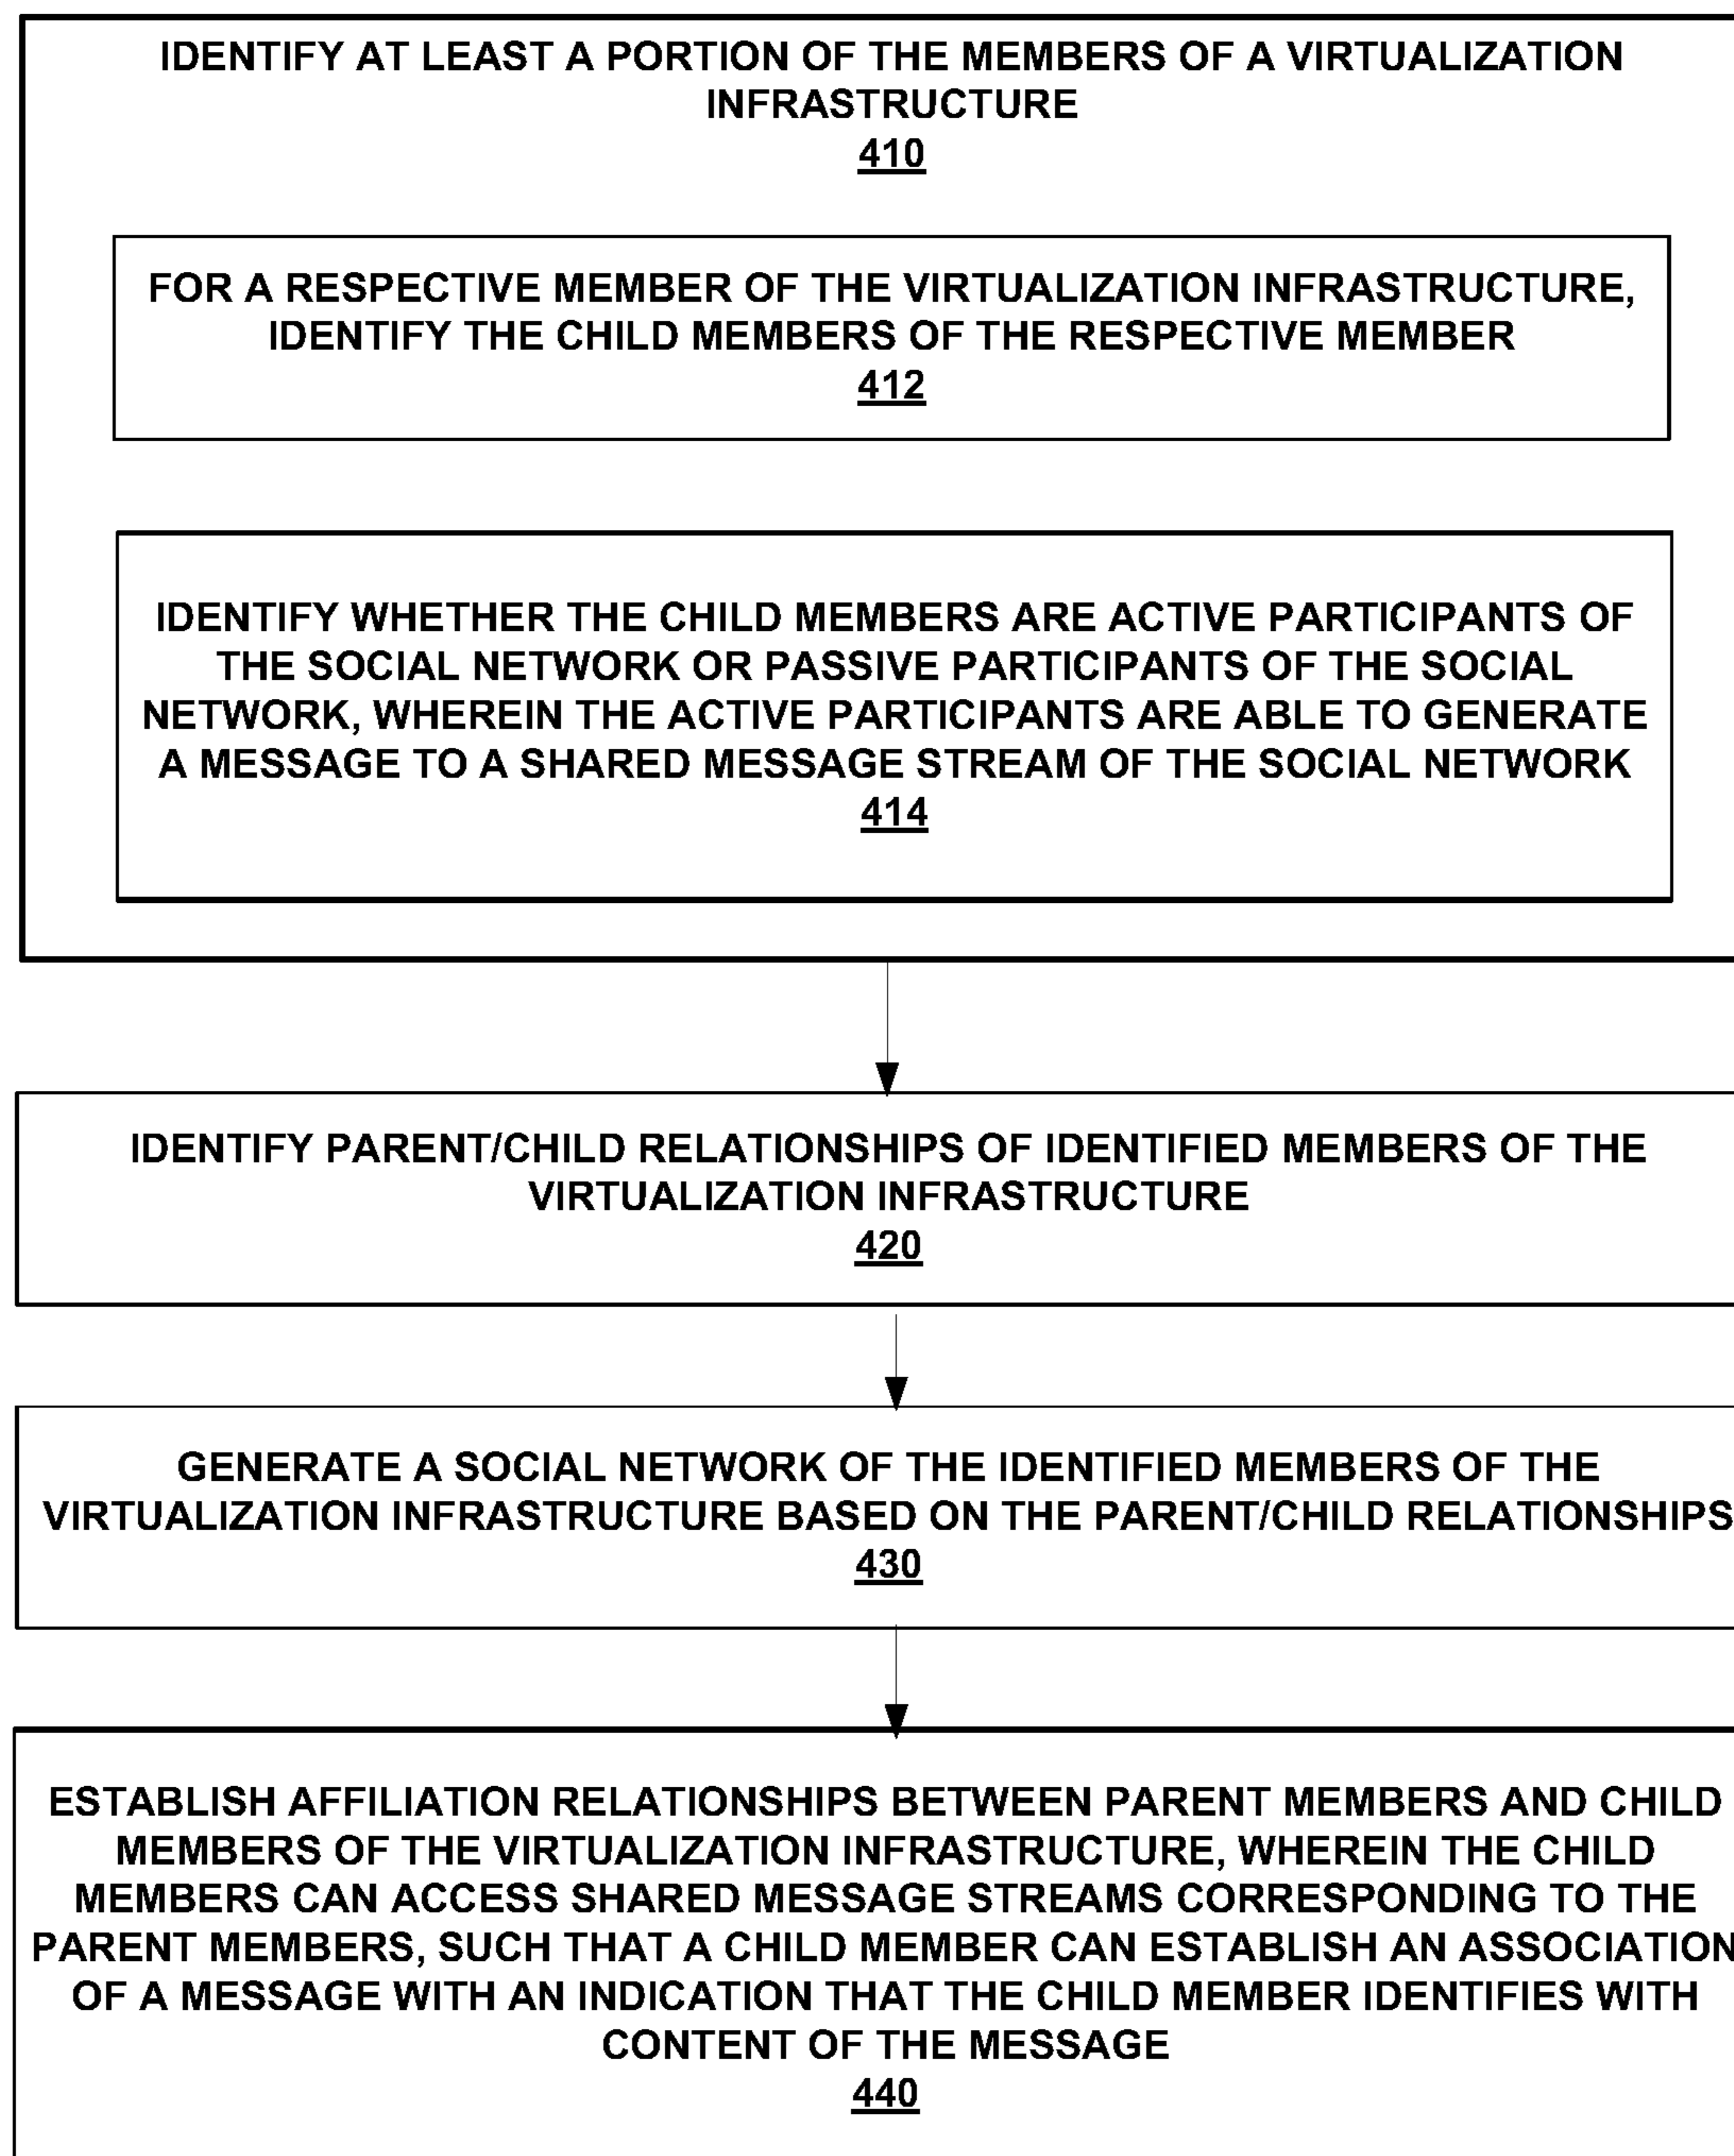 IDENTIFY AT LEAST A PORTION OF THE MEMBERS OF A VIRTUALIZATION
INFRASTRUCTURE
410
FOR A RESPECTIVE MEMBER OF THE VIRTUALIZATION INFRASTRUCTURE,
IDENTIFY THE CHILD MEMBERS OF THE RESPECTIVE MEMBER
412
IDENTIFY WHETHER THE CHILD MEMBERS ARE ACTIVE PARTICIPANTS OF
THE SOCIAL NETWORK OR PASSIVE PARTICIPANTS OF THE SOCIAL
NETWORK, WHEREIN THE ACTIVE PARTICIPANTS ARE ABLE TO GENERATE
A MESSAGE TO A SHARED MESSAGE STREAM OF THE SOCIAL NETWORK
414
IDENTIFY PARENT/CHILD RELATIONSHIPS OF IDENTIFIED MEMBERS OF THE
VIRTUALIZATION INFRASTRUCTURE
420
GENERATE A SOCIAL NETWORK OF THE IDENTIFIED MEMBERS OF THE
VIRTUALIZATION INFRASTRUCTURE BASED ON THE PARENT/CHILD RELATIONSHIPS
430
ESTABLISH AFFILIATION RELATIONSHIPS BETWEEN PARENT MEMBERS AND CHILD
MEMBERS OF THE VIRTUALIZATION INFRASTRUCTURE, WHEREIN THE CHILD
MEMBERS CAN ACCESS SHARED MESSAGE STREAMS CORRESPONDING TO THE
PARENT MEMBERS, SUCH THAT A CHILD MEMBER CAN ESTABLISH AN ASSOCIATION
OF A MESSAGE WITH AN INDICATION THAT THE CHILD MEMBER IDENTIFIES WITH
CONTENT OF THE MESSAGE
440